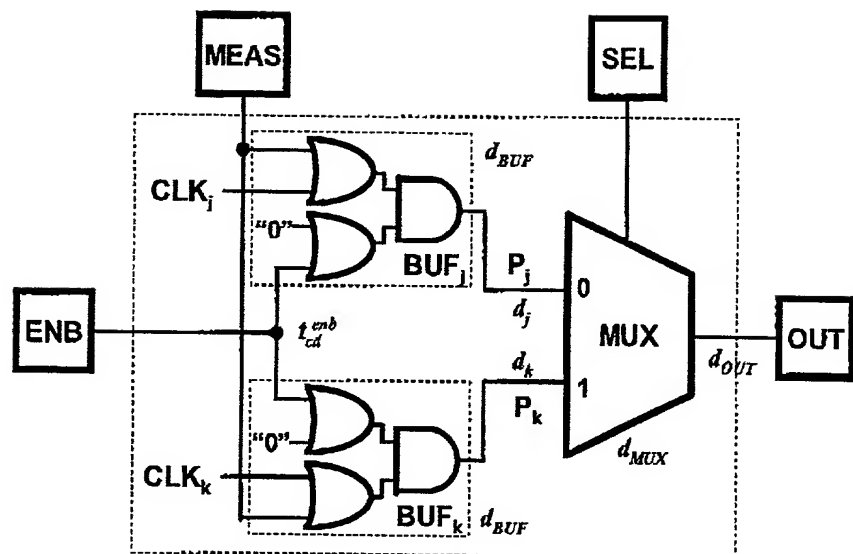 MEAS
SEL
d_BUF
CLK_j
"0"
BUF_j
P_j
d_j
0
ENB
t_cd^enb
MUX
OUT
d_OUT
d_k
1
P_k
"0"
d_MUX
CLK_k
BUF_k
d_BUF